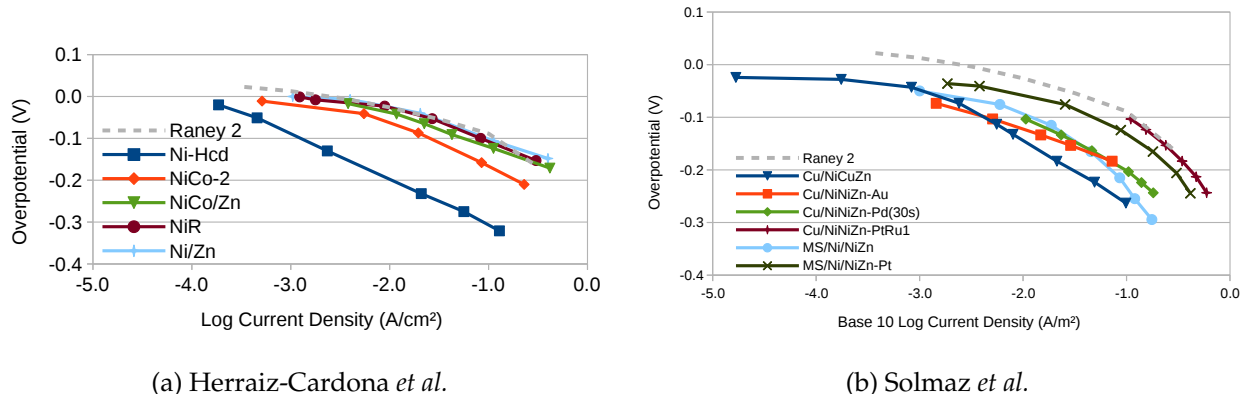 0.1
0.0
-0.1
-0.2
-0.3
-0.4
Overpotential (V)
Raney 2
Ni-Hcd
NiCo-2
NiCo/Zn
NiR
Ni/Zn
-5.0 -4.0 -3.0 -2.0 -1.0 0.0
Log Current Density (A/cm²)
(a) Herraiz-Cardona et al.
0.1
0.0
-0.1
-0.2
-0.3
-0.4
Overpotential (V)
Raney 2
Cu/NiCuZn
Cu/NiNiZn-Au
Cu/NiNiZn-Pd(30s)
Cu/NiNiZn-PtRu1
MS/Ni/NiZn
MS/Ni/NiZn-Pt
-5.0 -4.0 -3.0 -2.0 -1.0 0.0
Base 10 Log Current Density (A/m²)
(b) Solmaz et al.